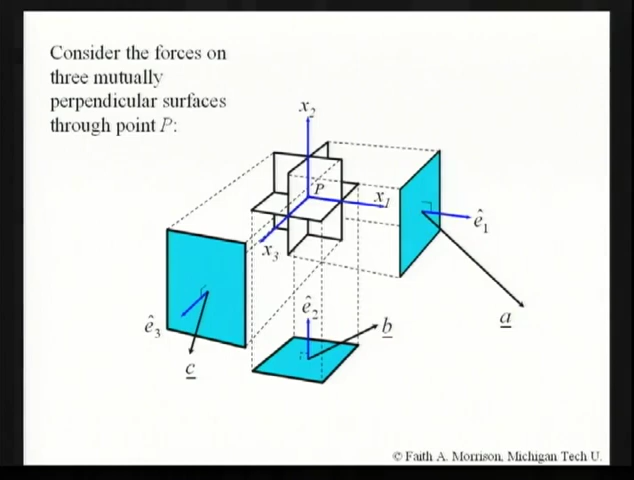 Consider the forces on
three mutually
perpendicular surfaces
through point P:
x₂
P
x₁
ê₁
x₃
ê₂
ê₃
b
a
c
© Faith A. Morrison, Michigan Tech U.